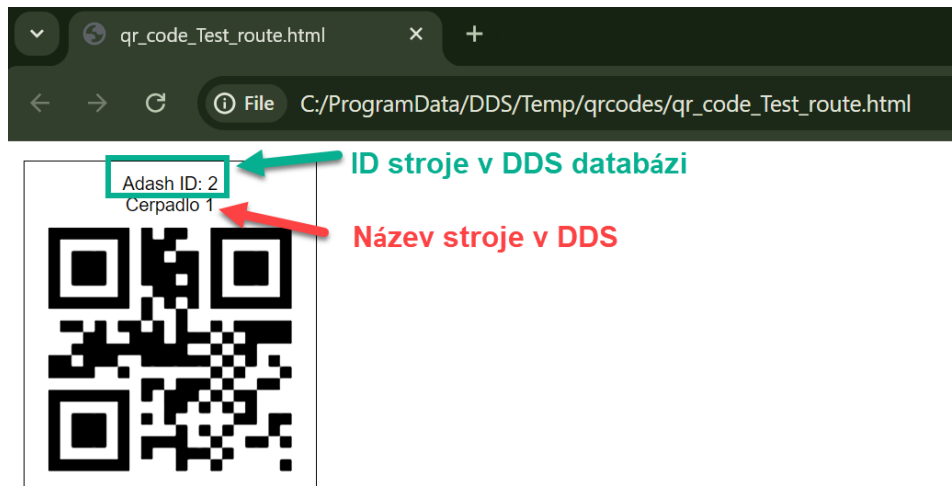 qr_code_Test_route.html
File C:/ProgramData/DDS/Temp/qrcodes/qr_code_Test_route.html
ID stroje v DDS databázi
Adash ID: 2
Cerpadlo 1
Název stroje v DDS